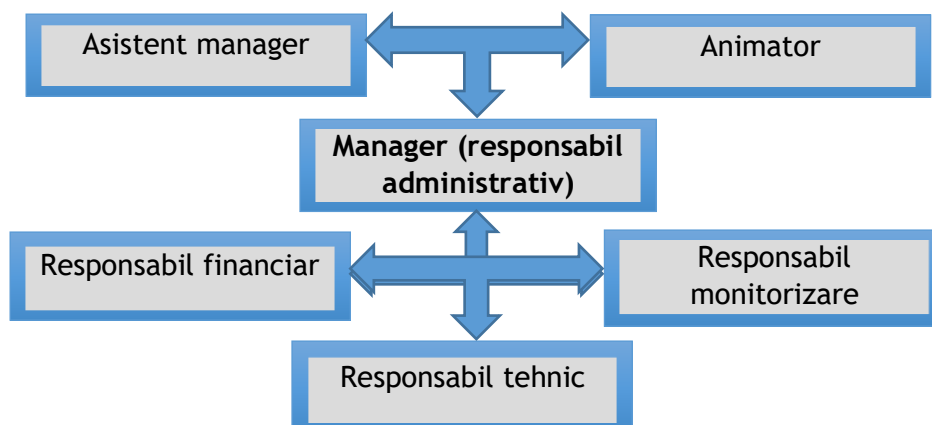 Asistent manager
Animator
Manager (responsabil
administrativ)
Responsabil financiar
Responsabil
monitorizare
Responsabil tehnic